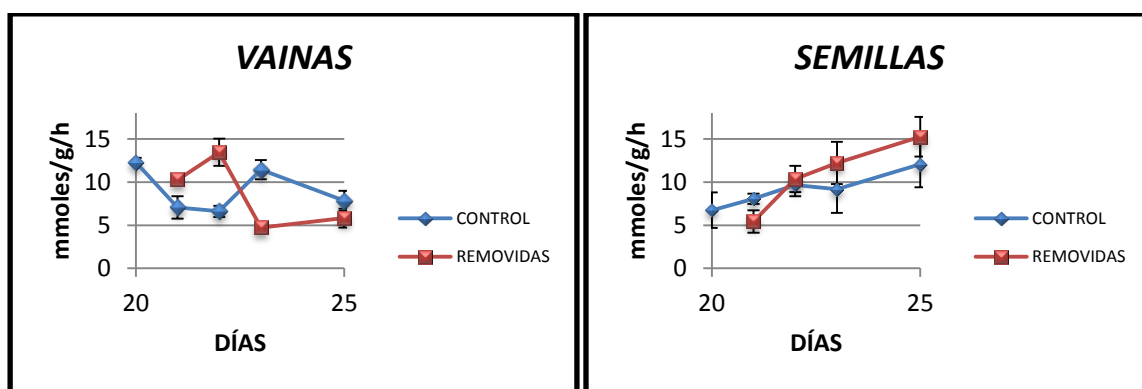 VAINAS
mmoles/g/h
15
10
5
0
20
25
DÍAS
CONTROL
REMOVIDAS
SEMILLAS
mmoles/g/h
15
10
5
0
20
25
DÍAS
CONTROL
REMOVIDAS